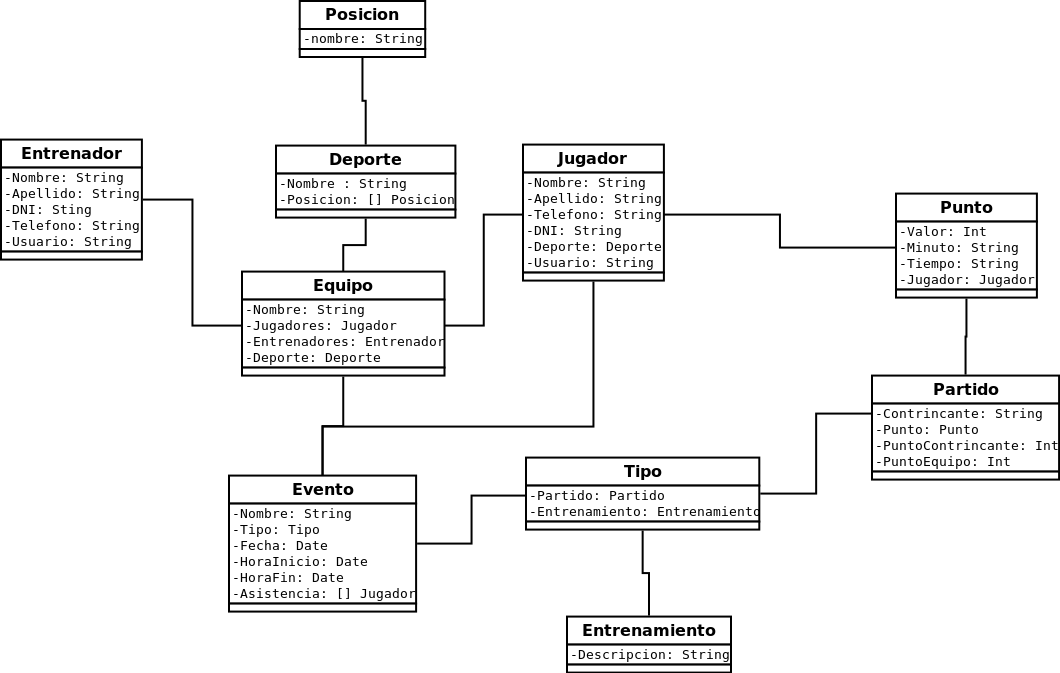 Posicion
-nombre: String
Entrenador
-Nombre: String
-Apellido: String
-DNI: Sting
-Telefono: String
-Usuario: String
Deporte
-Nombre : String
-Posicion: [] Posicion
Jugador
-Nombre: String
-Apellido: String
-Telefono: String
-DNI: String
-Deporte: Deporte
-Usuario: String
Punto
-Valor: Int
-Minuto: String
-Tiempo: String
-Jugador: Jugador
Equipo
-Nombre: String
-Jugadores: Jugador
-Entrenadores: Entrenador
-Deporte: Deporte
Partido
-Contrincante: String
-Punto: Punto
-PuntoContrincante: Int
-PuntoEquipo: Int
Tipo
-Partido: Partido
-Entrenamiento: Entrenamiento
Evento
-Nombre: String
-Tipo: Tipo
-Fecha: Date
-HoraInicio: Date
-HoraFin: Date
-Asistencia: [] Jugador
Entrenamiento
-Descripcion: String